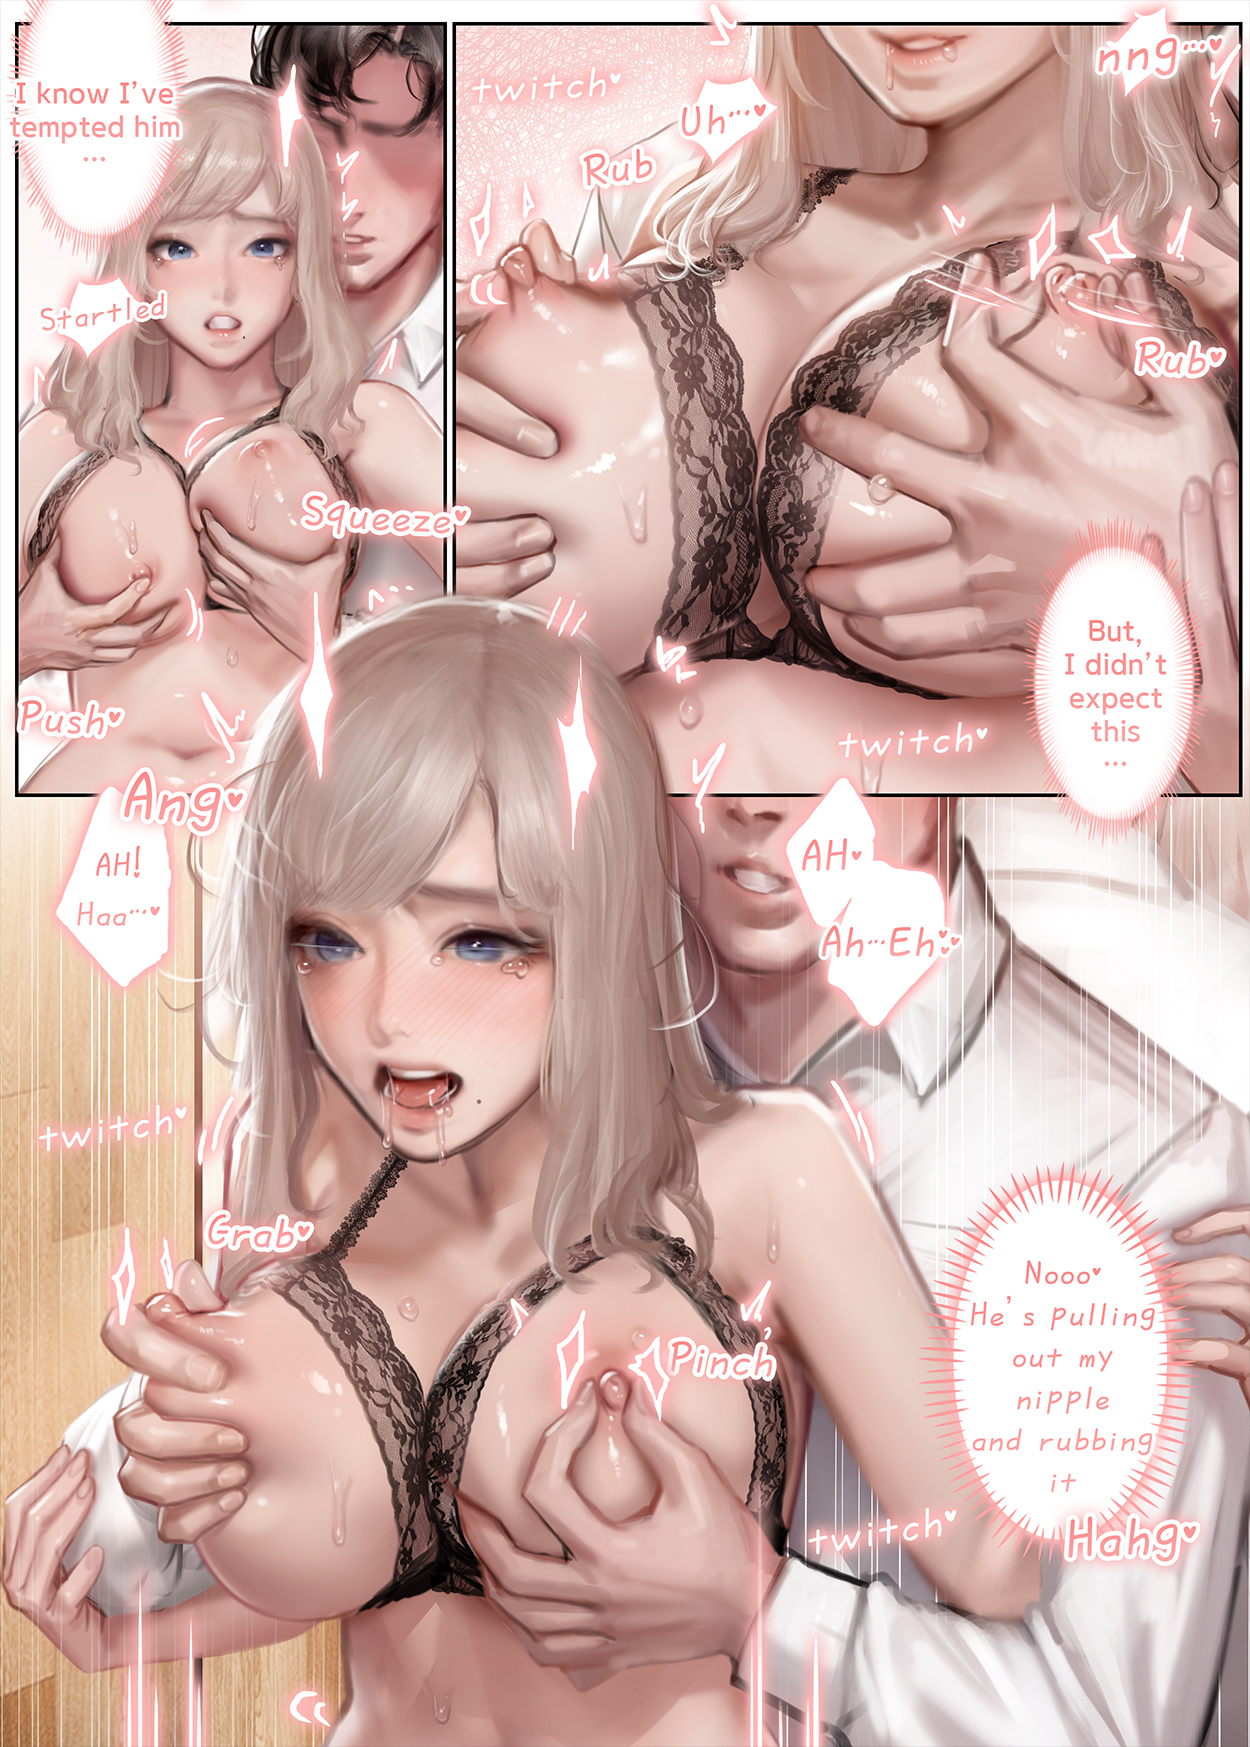 I know I've
tempted him
...
Startled
Squeeze♥
Push♥
twitch♥
Uh...♥
nng...♥
Rub
Rub♥
But,
I didn't
expect
this
...
twitch♥
Ang♥
AH!
Haa...♥
AH♥
Ah...Eh♥
twitch♥
Grab♥
Pinch
Nooo♥
He's pulling
out my
nipple
and rubbing
it
twitch♥
Hahg♥